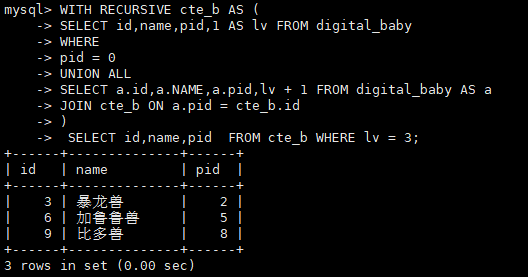 mysql> WITH RECURSIVE cte_b AS (
    -> SELECT id,name,pid,1 AS lv FROM digital_baby
    -> WHERE
    -> pid = 0
    -> UNION ALL
    -> SELECT a.id,a.NAME,a.pid,lv + 1 FROM digital_baby AS a
    -> JOIN cte_b ON a.pid = cte_b.id
    -> )
    ->  SELECT id,name,pid  FROM cte_b WHERE lv = 3;
+------+--------------+------+
| id   | name         | pid  |
+------+--------------+------+
|    3 | 暴龙兽       |    2 |
|    6 | 加鲁鲁兽     |    5 |
|    9 | 比多兽       |    8 |
+------+--------------+------+
3 rows in set (0.00 sec)